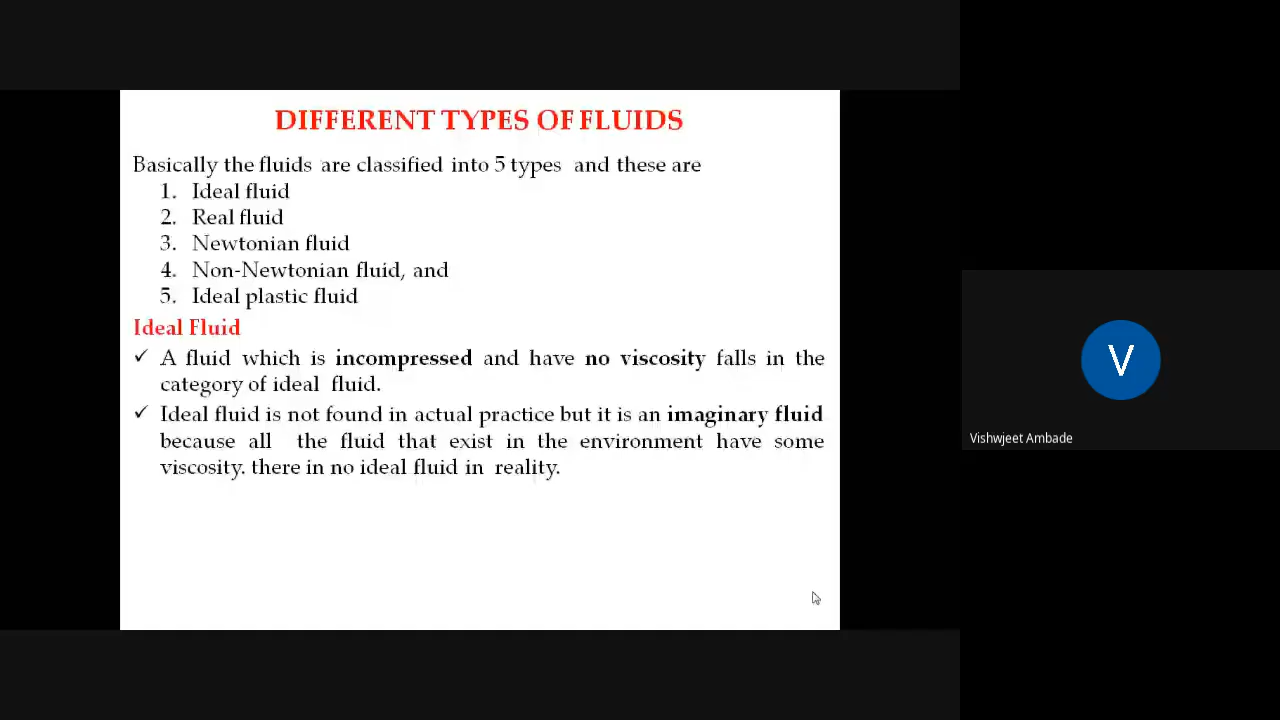 DIFFERENT TYPES OF FLUIDS
Basically the fluids are classified into 5 types and these are
1. Ideal fluid
2. Real fluid
3. Newtonian fluid
4. Non-Newtonian fluid, and
5. Ideal plastic fluid
Ideal Fluid
✓ A fluid which is incompressed and have no viscosity falls in the
category of ideal fluid.
✓ Ideal fluid is not found in actual practice but it is an imaginary fluid
because all the fluid that exist in the environment have some
viscosity. there in no ideal fluid in reality.
V
Vishwjeet Ambade